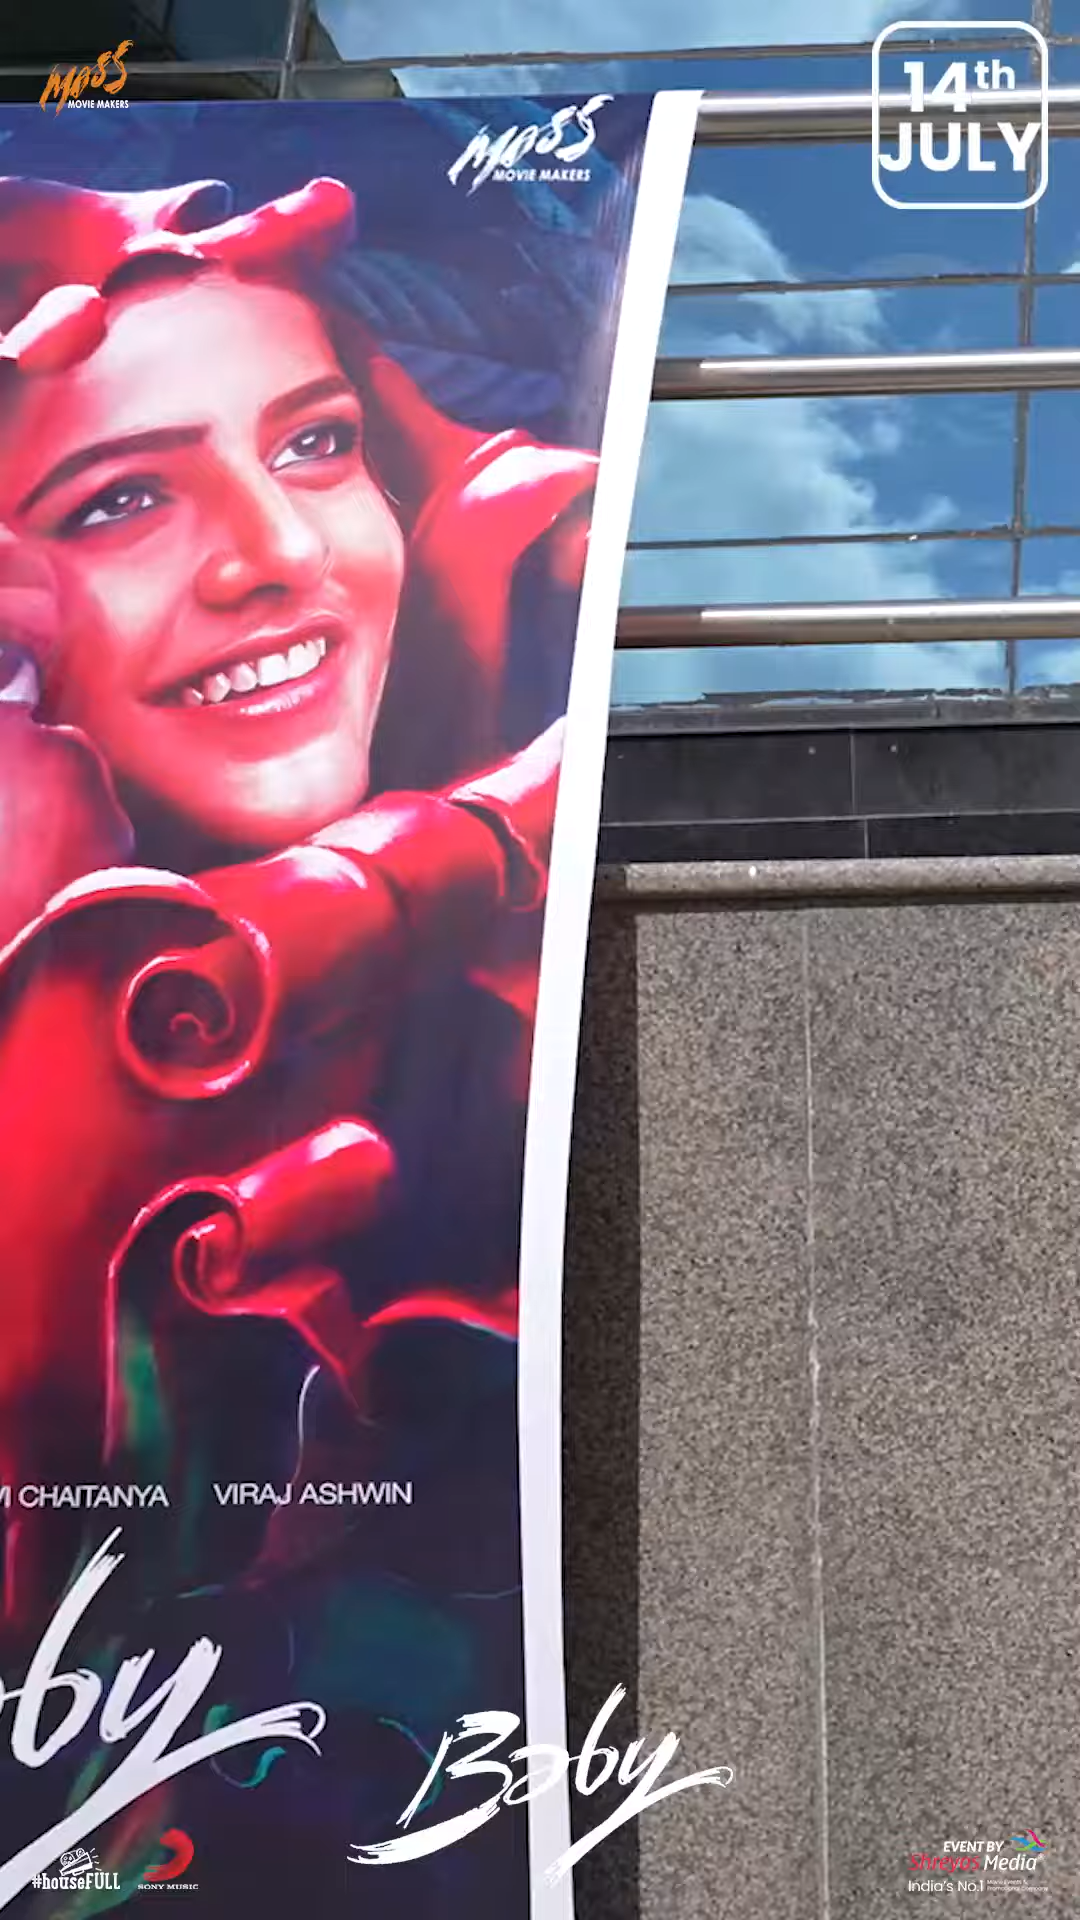 MASS
MOVIE MAKERS
14th
JULY
MASS
MOVIE MAKERS
CHAITANYA VIRAJ ASHWIN
by
Baby
#houseFULL
SONY MUSIC
EVENT BY
Shreyas Media
India's No.1